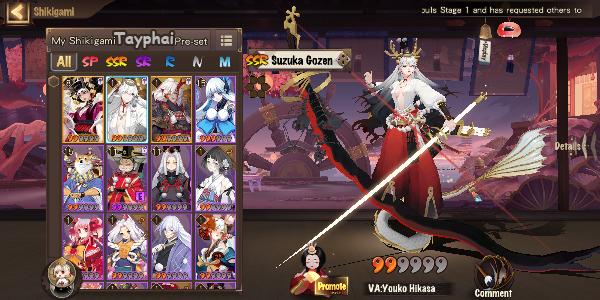 Shikigami
ouls Stage 1 and has requested others to
My Shikigami
Tayphai
Pre-set
All SP SSR SR R N M
SSR Suzuka Gozen
Details
Promote
VA:Youko Hikasa
Comment